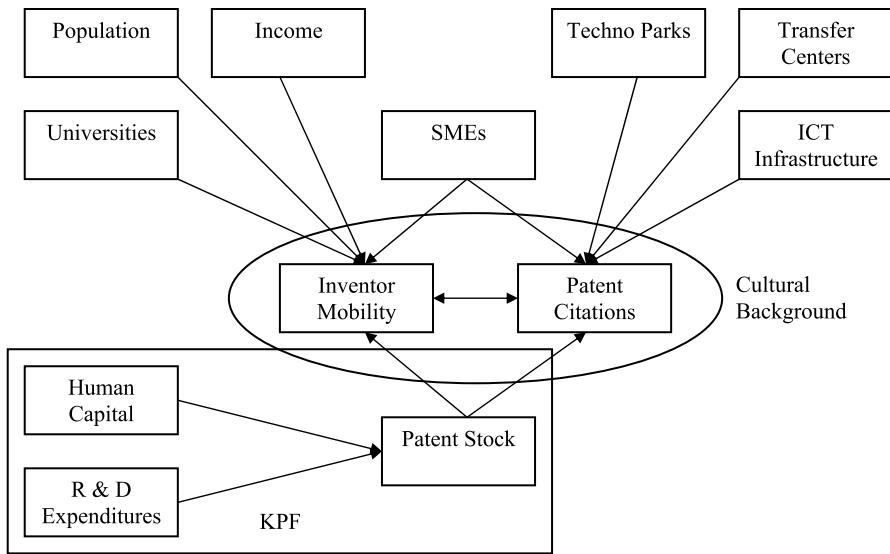 Population
Income
Techno Parks
Transfer
Centers
Universities
SMEs
ICT
Infrastructure
Inventor
Mobility
Patent
Citations
Cultural
Background
Human
Capital
Patent Stock
R & D
Expenditures
KPF